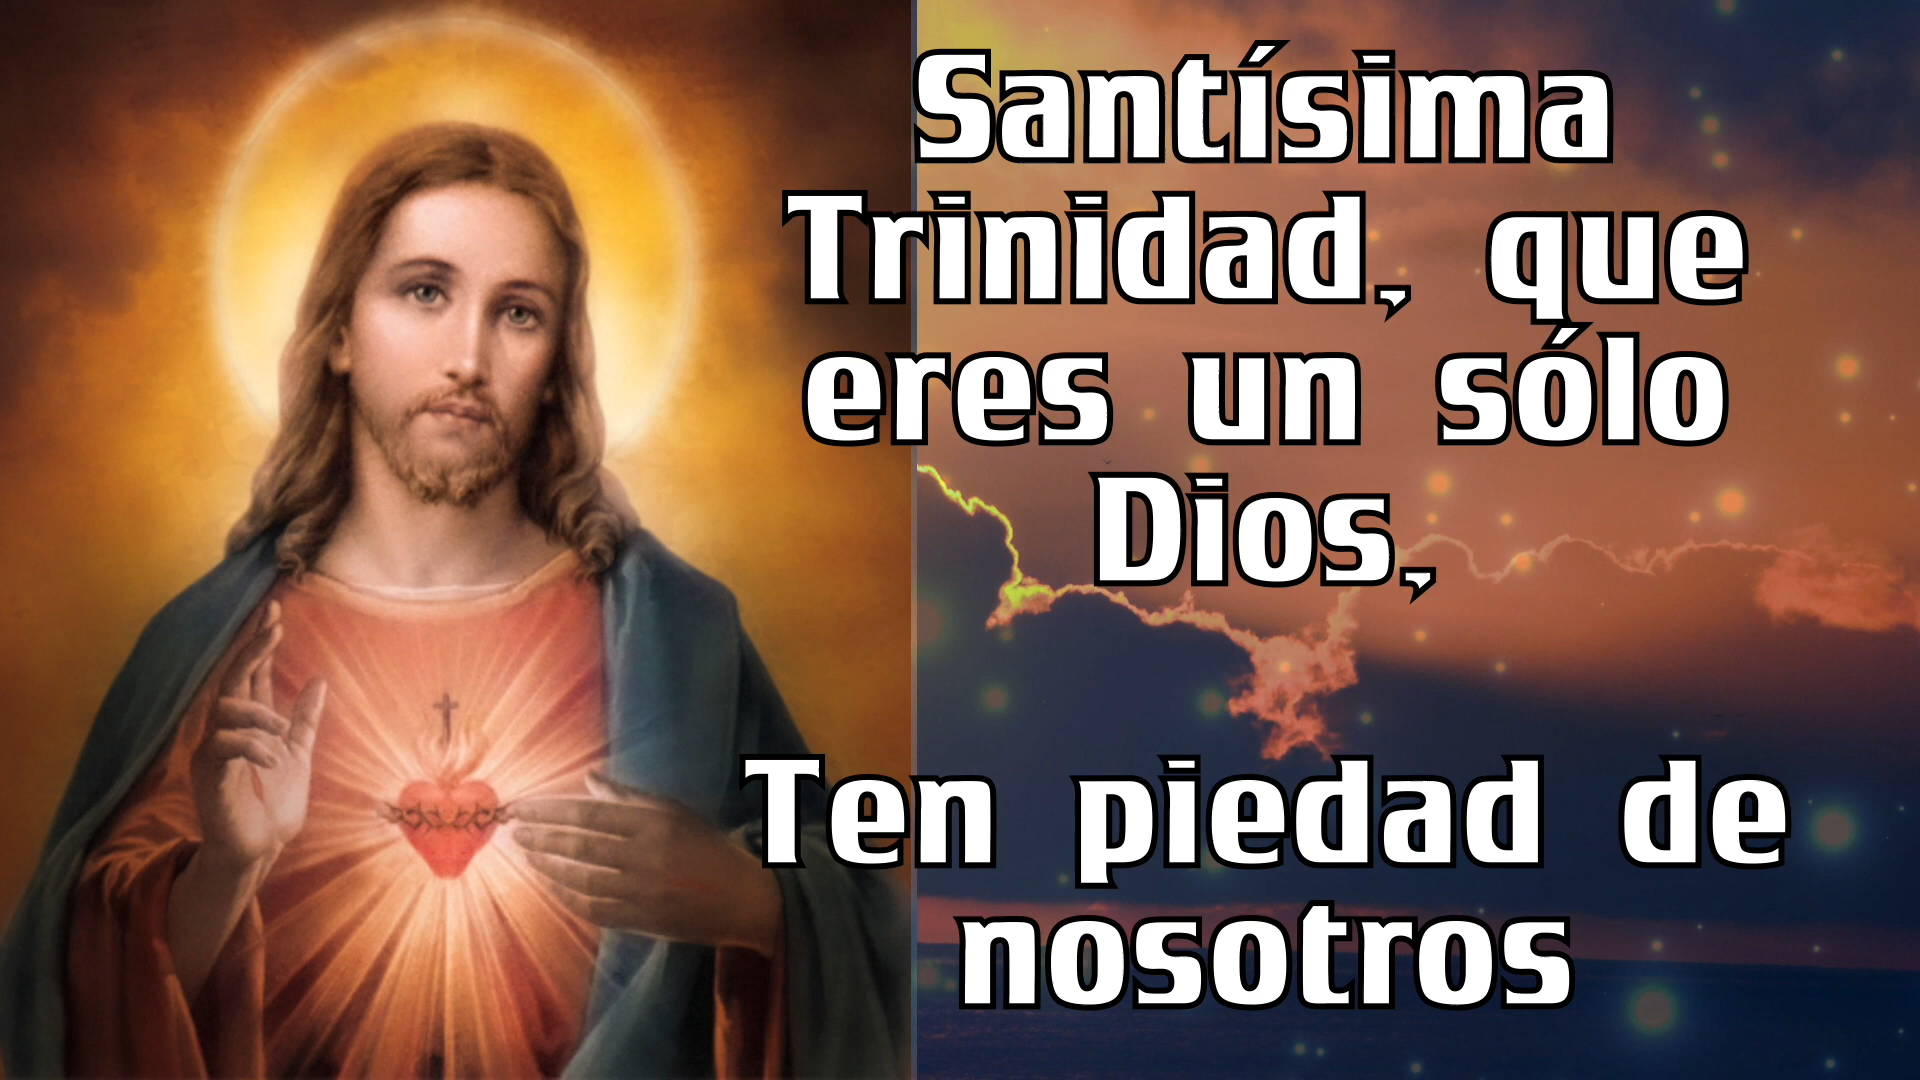 Santísima
Trinidad, que
eres un sólo
Dios,
Ten piedad de
nosotros